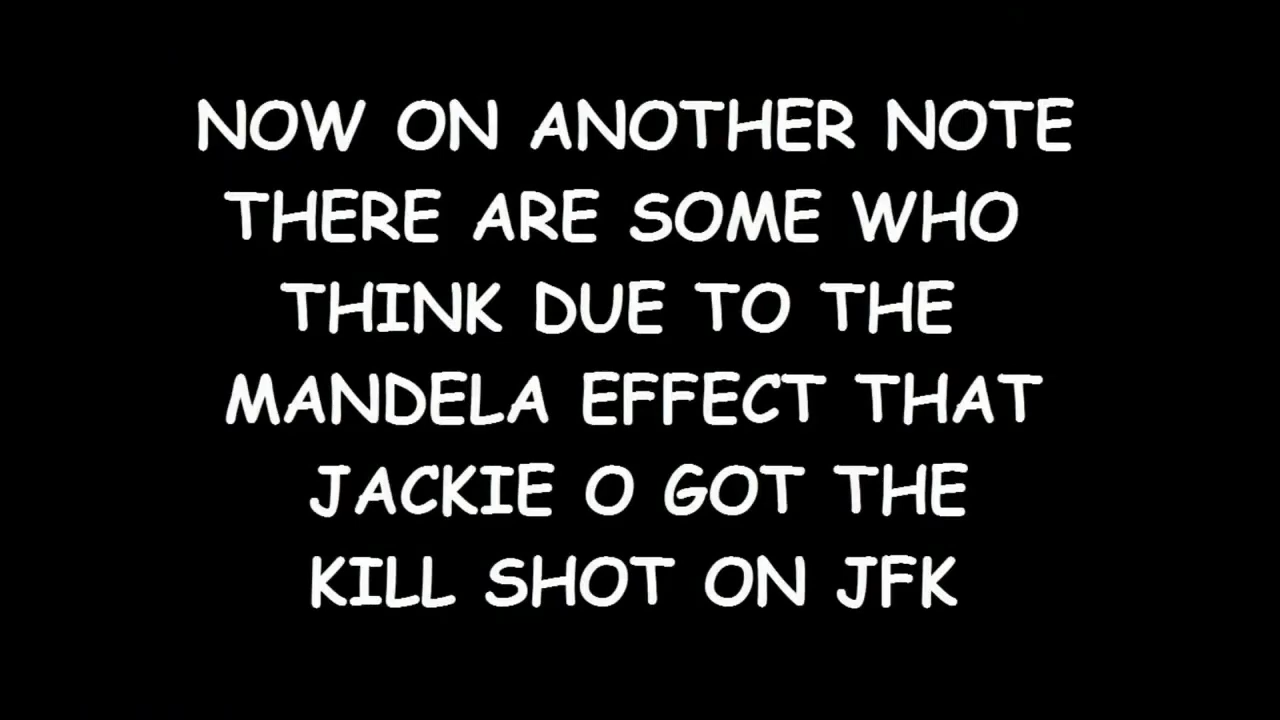 NOW ON ANOTHER NOTE
THERE ARE SOME WHO
THINK DUE TO THE
MANDELA EFFECT THAT
JACKIE O GOT THE
KILL SHOT ON JFK